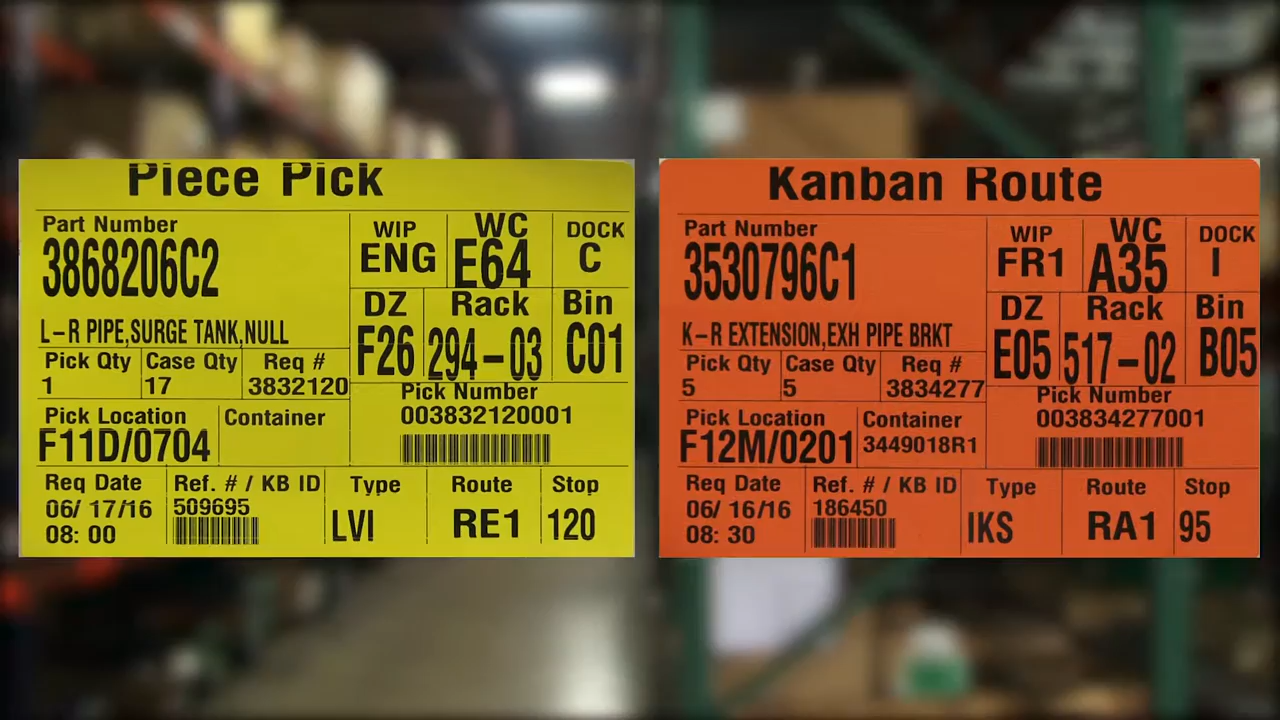 Piece Pick
Part Number
3868206C2
L-R PIPE,SURGE TANK,NULL
WIP
ENG
WC
E64
DOCK
C
DZ
F26
Rack
294-03
Bin
C01
Pick Qty
1
Case Qty
17
Req #
3832120
Pick Number
003832120001
Pick Location
F11D/0704
Container
Req Date
06/ 17/16
08: 00
Ref. # / KB ID
509695
Type
LVI
Route
RE1
Stop
120
Kanban Route
Part Number
3530796C1
K-R EXTENSION,EXH PIPE BRKT
WIP
FR1
WC
A35
DOCK
I
DZ
E05
Rack
517-02
Bin
B05
Pick Qty
5
Case Qty
5
Req #
3834277
Pick Number
003834277001
Pick Location
F12M/0201
Container
3449018R1
Req Date
06/ 16/16
08: 30
Ref. # / KB ID
186450
Type
IKS
Route
RA1
Stop
95